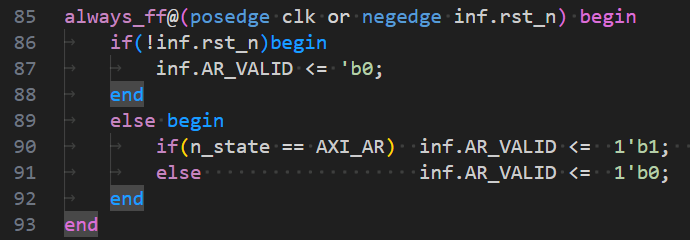 85 always_ff@(posedge clk or negedge inf.rst_n) begin
86 if(!inf.rst_n)begin
87 inf.AR_VALID <= 'b0;
88 end
89 else begin
90 if(n_state == AXI_AR) inf.AR_VALID <= 1'b1;
91 else inf.AR_VALID <= 1'b0;
92 end
93 end